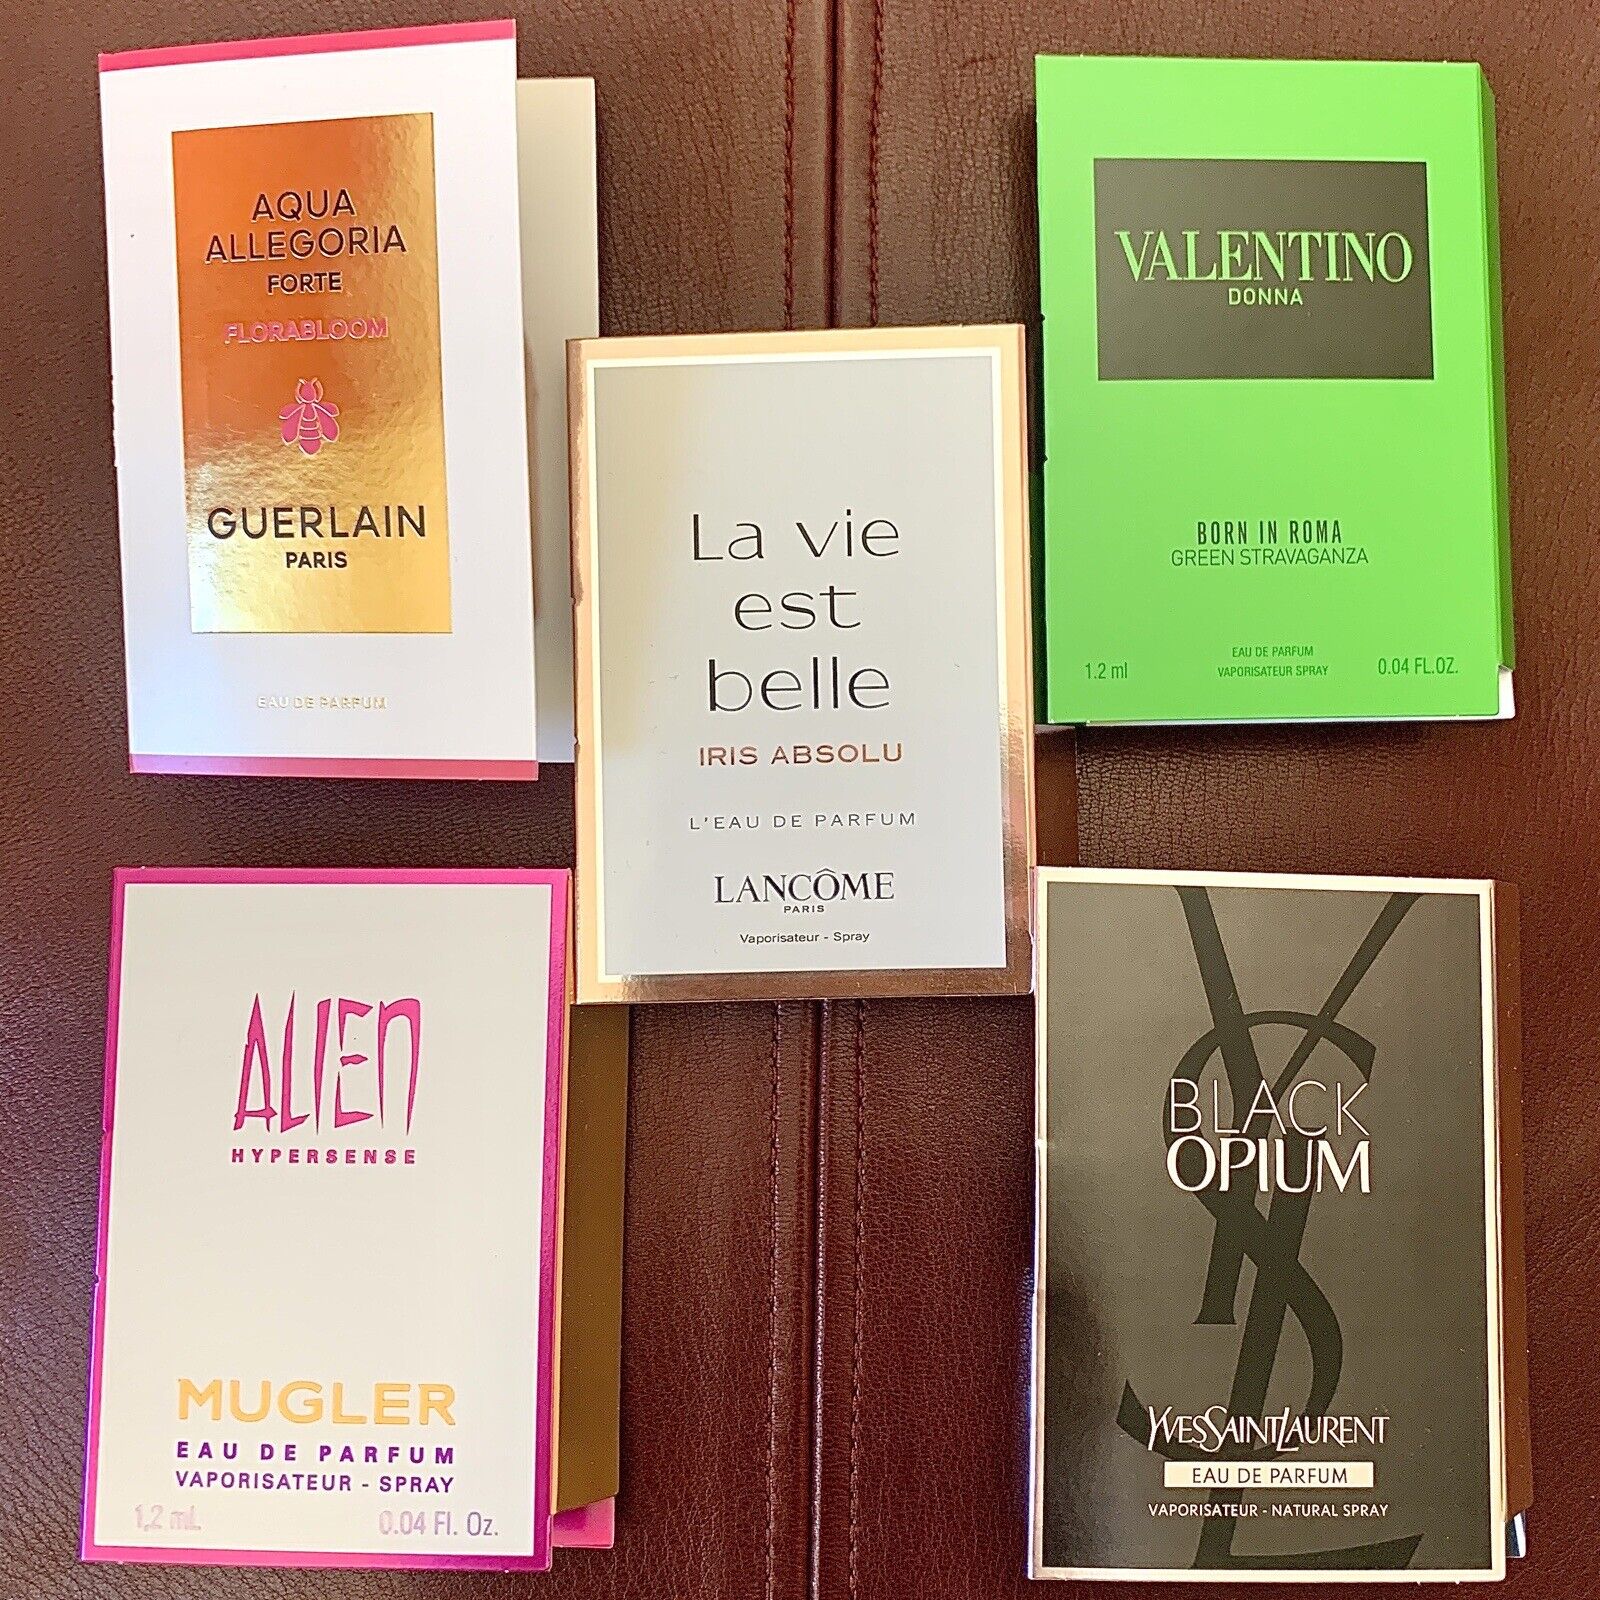 AQUA
ALLEGORIA
FORTE
FLORABLOOM
GUERLAIN
PARIS
EAU DE PARFUM
VALENTINO
DONNA
BORN IN ROMA
GREEN STRAVAGANZA
EAU DE PARFUM
1.2 ml VAPORISATEUR SPRAY 0.04 FL.OZ.
La vie
est
belle
IRIS ABSOLU
L'EAU DE PARFUM
LANCÔME
PARIS
Vaporisateur - Spray
ALIEN
HYPERSENSE
MUGLER
EAU DE PARFUM
VAPORISATEUR - SPRAY
1,2 mL 0.04 Fl. Oz.
YSL
BLACK
OPIUM
YVESSAINTLAURENT
EAU DE PARFUM
VAPORISATEUR - NATURAL SPRAY